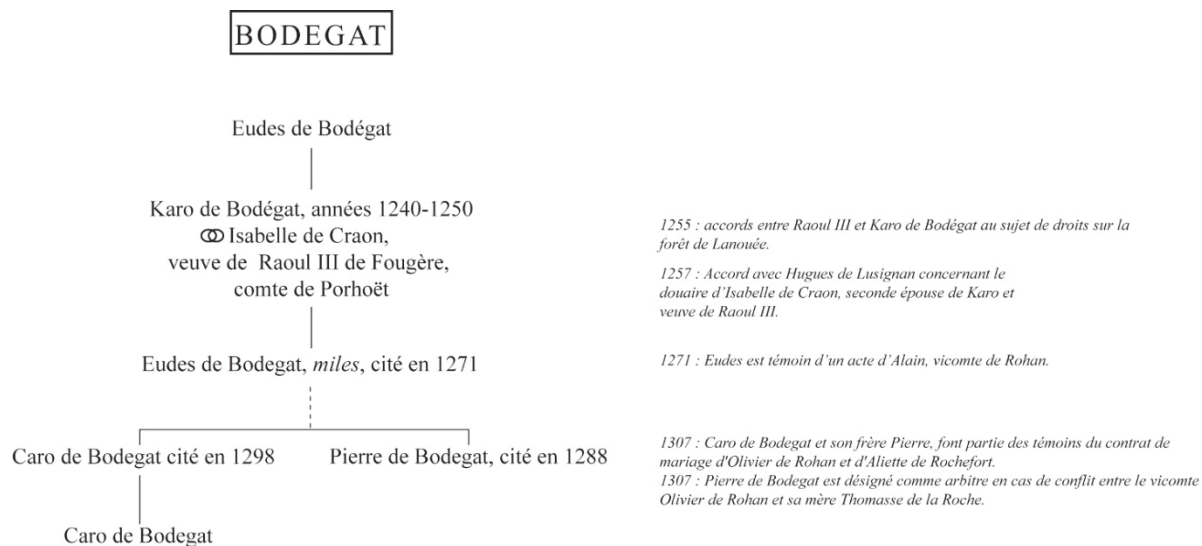 BODEGAT
Eudes de Bodégat
Karo de Bodégat, années 1240-1250
Isabelle de Craon,
veuve de Raoul III de Fougère,
comte de Porhoët
1255 : accords entre Raoul III et Karo de Bodégat au sujet de droits sur la
forêt de Lanouée.
1257 : Accord avec Hugues de Lusignan concernant le
douaire d'Isabelle de Craon, seconde épouse de Karo et
veuve de Raoul III.
Eudes de Bodegat, miles, cité en 1271
1271 : Eudes est témoin d'un acte d'Alain, vicomte de Rohan.
Caro de Bodegat cité en 1298
Pierre de Bodegat, cité en 1288
1307 : Caro de Bodegat et son frère Pierre, font partie des témoins du contrat de
mariage d'Olivier de Rohan et d'Aliette de Rochefort.
1307 : Pierre de Bodegat est désigné comme arbitre en cas de conflit entre le vicomte
Olivier de Rohan et sa mère Thomasse de la Roche.
Caro de Bodegat